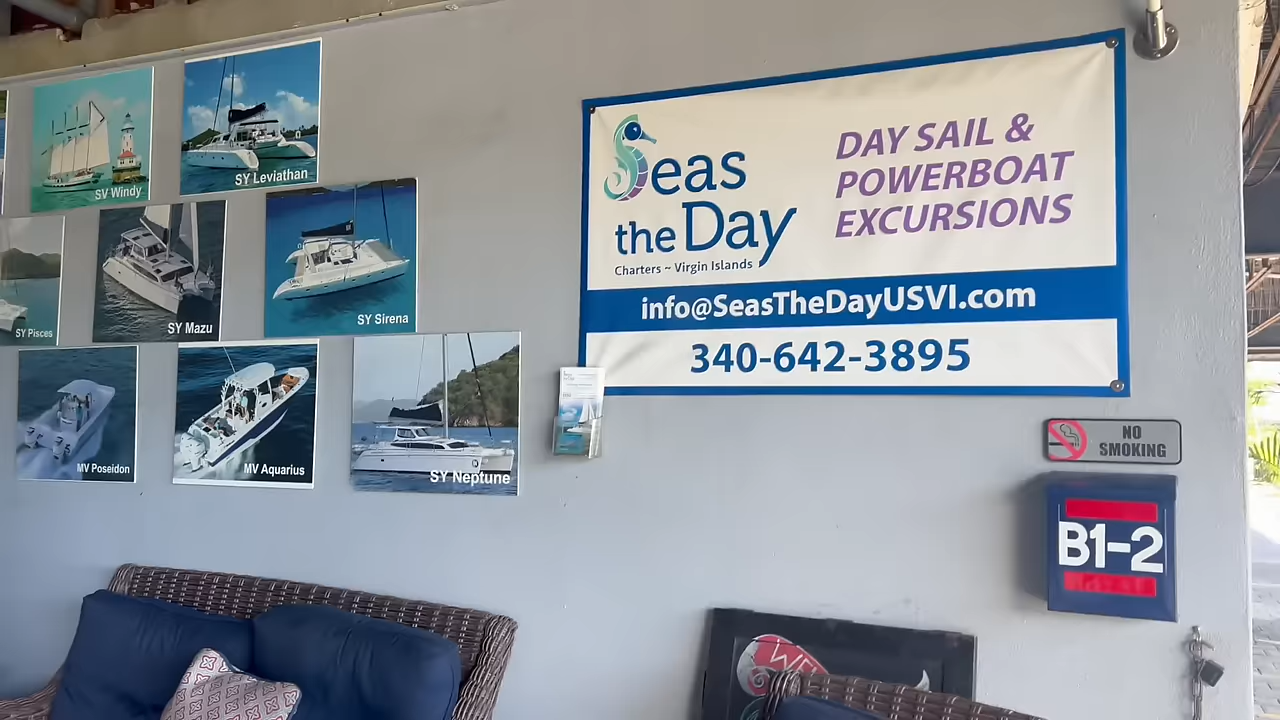 SV Windy
SY Leviathan
SY Pisces
SY Mazu
SY Sirena
MV Poseidon
MV Aquarius
SY Neptune
Seas
the Day
Charters ~ Virgin Islands
DAY SAIL &
POWERBOAT
EXCURSIONS
info@SeasTheDayUSVI.com
340-642-3895
NO
SMOKING
B1-2